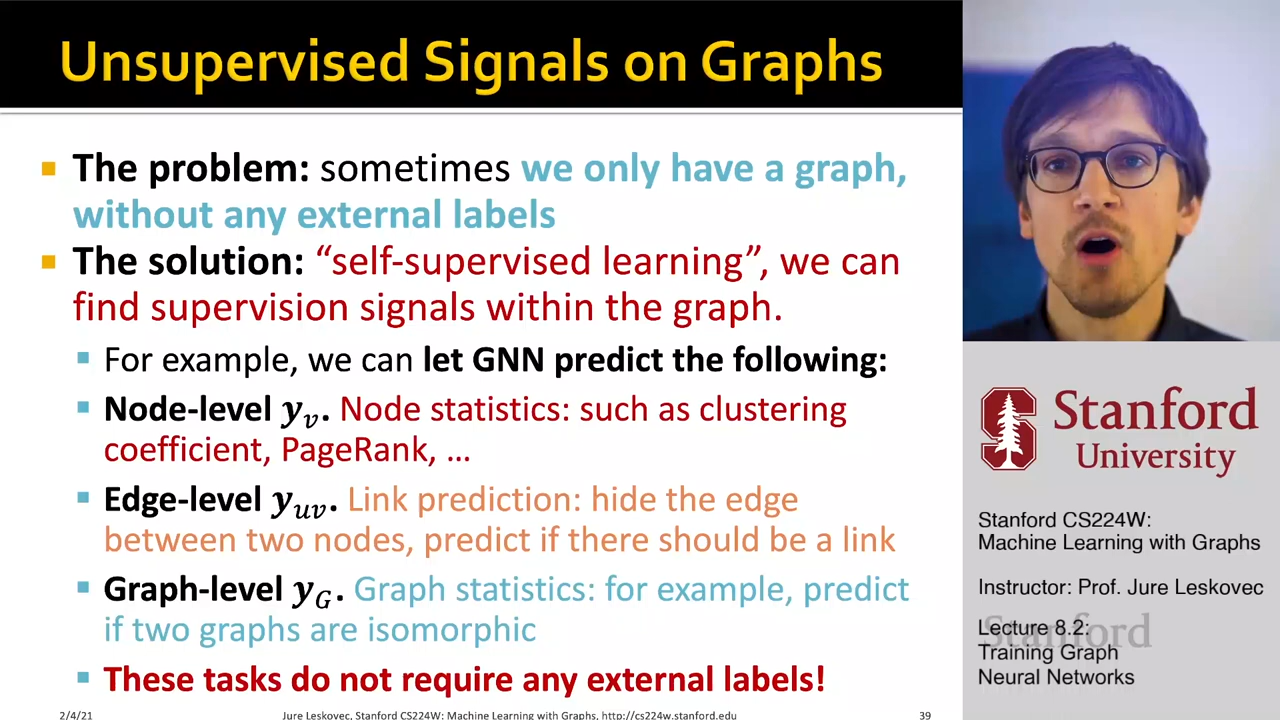 Unsupervised Signals on Graphs
▪ The problem: sometimes we only have a graph,
without any external labels
▪ The solution: “self-supervised learning”, we can
find supervision signals within the graph.
▪ For example, we can let GNN predict the following:
▪ Node-level 𝒚𝑣. Node statistics: such as clustering
coefficient, PageRank, …
▪ Edge-level 𝒚𝑢𝑣. Link prediction: hide the edge
between two nodes, predict if there should be a link
▪ Graph-level 𝒚𝐺. Graph statistics: for example, predict
if two graphs are isomorphic
▪ These tasks do not require any external labels!
2/4/21
Jure Leskovec, Stanford CS224W: Machine Learning with Graphs, http://cs224w.stanford.edu
39
S Stanford
University
Stanford CS224W:
Machine Learning with Graphs
Instructor: Prof. Jure Leskovec
Stanford
Lecture 8.2:
Training Graph
Neural Networks